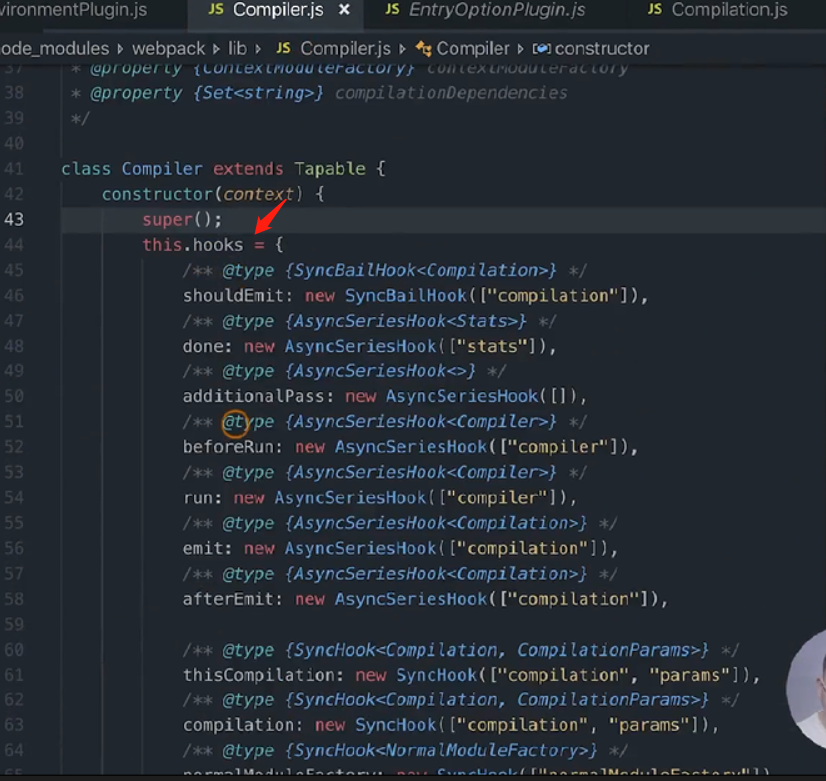 vironmentPlugin.js JS Compiler.js × JS EntryOptionPlugin.js JS Compilation.js
node_modules › webpack › lib › JS Compiler.js › Compiler › constructor
37 * @property {ContextModuleFactory} contextModuleFactory
38 * @property {Set<string>} compilationDependencies
39 */
40
41 class Compiler extends Tapable {
42 constructor(context) {
43 super();
44 this.hooks = {
45 /** @type {SyncBailHook<Compilation>} */
46 shouldEmit: new SyncBailHook(["compilation"]),
47 /** @type {AsyncSeriesHook<Stats>} */
48 done: new AsyncSeriesHook(["stats"]),
49 /** @type {AsyncSeriesHook<>} */
50 additionalPass: new AsyncSeriesHook([]),
51 /** @type {AsyncSeriesHook<Compiler>} */
52 beforeRun: new AsyncSeriesHook(["compiler"]),
53 /** @type {AsyncSeriesHook<Compiler>} */
54 run: new AsyncSeriesHook(["compiler"]),
55 /** @type {AsyncSeriesHook<Compilation>} */
56 emit: new AsyncSeriesHook(["compilation"]),
57 /** @type {AsyncSeriesHook<Compilation>} */
58 afterEmit: new AsyncSeriesHook(["compilation"]),
59
60 /** @type {SyncHook<Compilation, CompilationParams>} */
61 thisCompilation: new SyncHook(["compilation", "params"]),
62 /** @type {SyncHook<Compilation, CompilationParams>} */
63 compilation: new SyncHook(["compilation", "params"]),
64 /** @type {SyncHook<NormalModuleFactory>} */
65 normalModuleFactory: new SyncHook(["normalModuleFactory"])